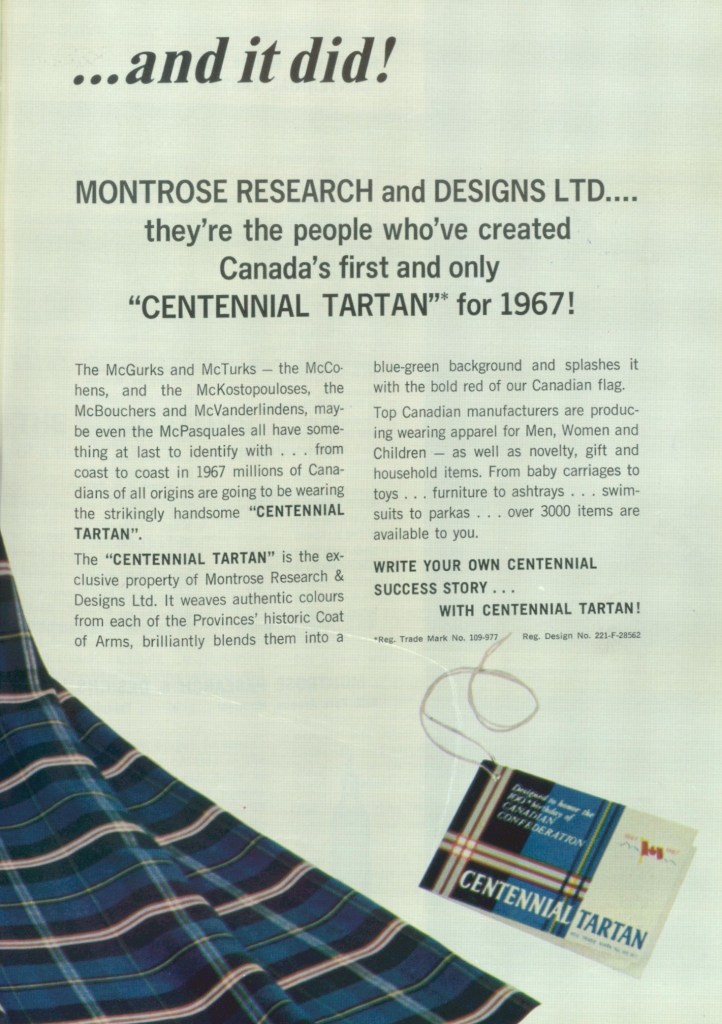 ...and it did!
MONTROSE RESEARCH and DESIGNS LTD....
they're the people who've created
Canada's first and only
“CENTENNIAL TARTAN”* for 1967!
The McGurks and McTurks — the McCo-
hens, and the McKostopouloses, the
McBouchers and McVanderlindens, may-
be even the McPasquales all have some-
thing at last to identify with . . . from
coast to coast in 1967 millions of Cana-
dians of all origins are going to be wearing
the strikingly handsome “CENTENNIAL
TARTAN”.
The “CENTENNIAL TARTAN” is the ex-
clusive property of Montrose Research &
Designs Ltd. It weaves authentic colours
from each of the Provinces' historic Coat
of Arms, brilliantly blends them into a
blue-green background and splashes it
with the bold red of our Canadian flag.
Top Canadian manufacturers are produc-
ing wearing apparel for Men, Women and
Children — as well as novelty, gift and
household items. From baby carriages to
toys . . . furniture to ashtrays . . . swim-
suits to parkas . . . over 3000 items are
available to you.
WRITE YOUR OWN CENTENNIAL
SUCCESS STORY . . .
WITH CENTENNIAL TARTAN!
*Reg. Trade Mark No. 109-977 Reg. Design No. 221-F-28562
Designed to honour the
100th birthday of
CANADIAN
CONFEDERATION
CENTENNIAL TARTAN